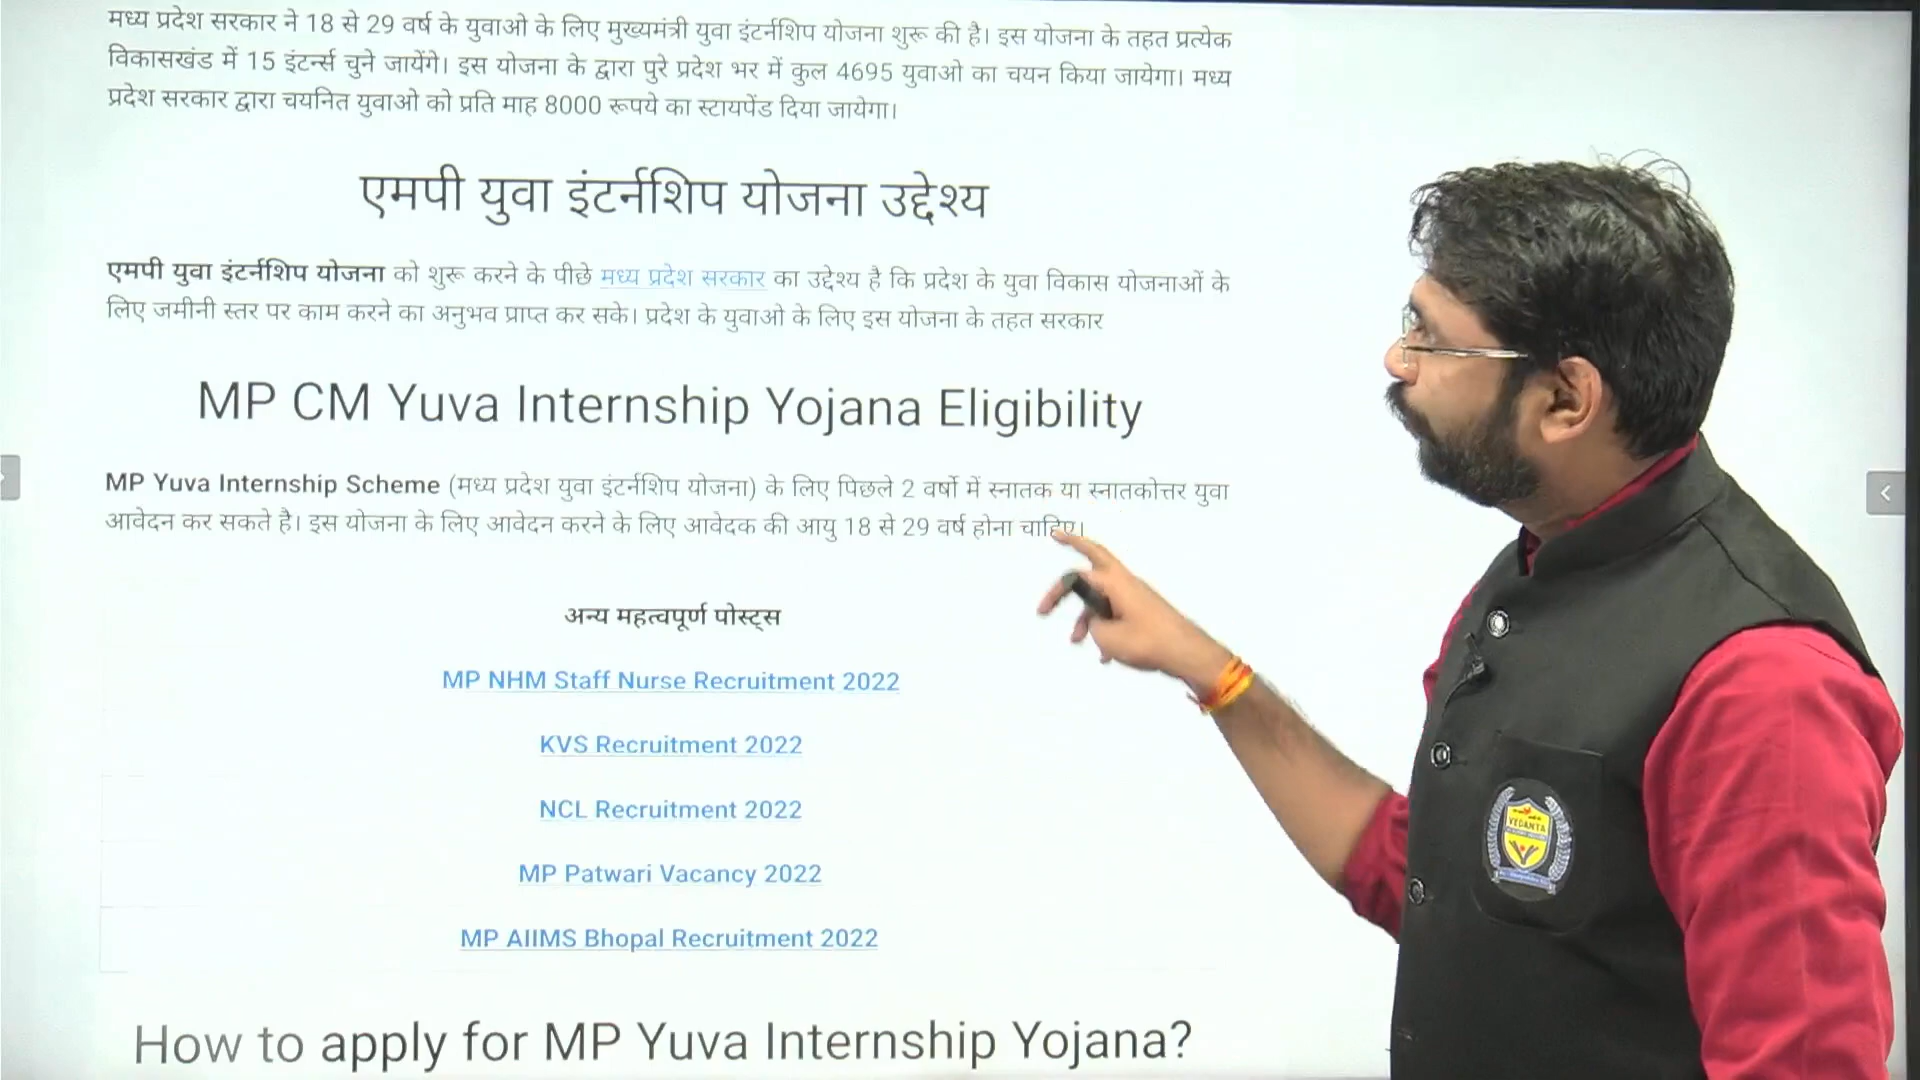 मध्य प्रदेश सरकार ने 18 से 29 वर्ष के युवाओ के लिए मुख्यमंत्री युवा इंटर्नशिप योजना शुरू की है। इस योजना के तहत प्रत्येक
विकासखंड में 15 इंटर्न्स चुने जायेंगे। इस योजना के द्वारा पुरे प्रदेश भर में कुल 4695 युवाओ का चयन किया जायेगा। मध्य
प्रदेश सरकार द्वारा चयनित युवाओ को प्रति माह 8000 रूपये का स्टायपेंड दिया जायेगा।
एमपी युवा इंटर्नशिप योजना उद्देश्य
एमपी युवा इंटर्नशिप योजना को शुरू करने के पीछे मध्य प्रदेश सरकार का उद्देश्य है कि प्रदेश के युवा विकास योजनाओं के
लिए जमीनी स्तर पर काम करने का अनुभव प्राप्त कर सके। प्रदेश के युवाओ के लिए इस योजना के तहत सरकार
MP CM Yuva Internship Yojana Eligibility
MP Yuva Internship Scheme (मध्य प्रदेश युवा इंटर्नशिप योजना) के लिए पिछले 2 वर्षो में स्नातक या स्नातकोत्तर युवा
आवेदन कर सकते है। इस योजना के लिए आवेदन करने के लिए आवेदक की आयु 18 से 29 वर्ष होना चाहिए।
अन्य महत्वपूर्ण पोस्ट्स
MP NHM Staff Nurse Recruitment 2022
KVS Recruitment 2022
NCL Recruitment 2022
MP Patwari Vacancy 2022
MP AIIMS Bhopal Recruitment 2022
How to apply for MP Yuva Internship Yojana?
VEDANTA